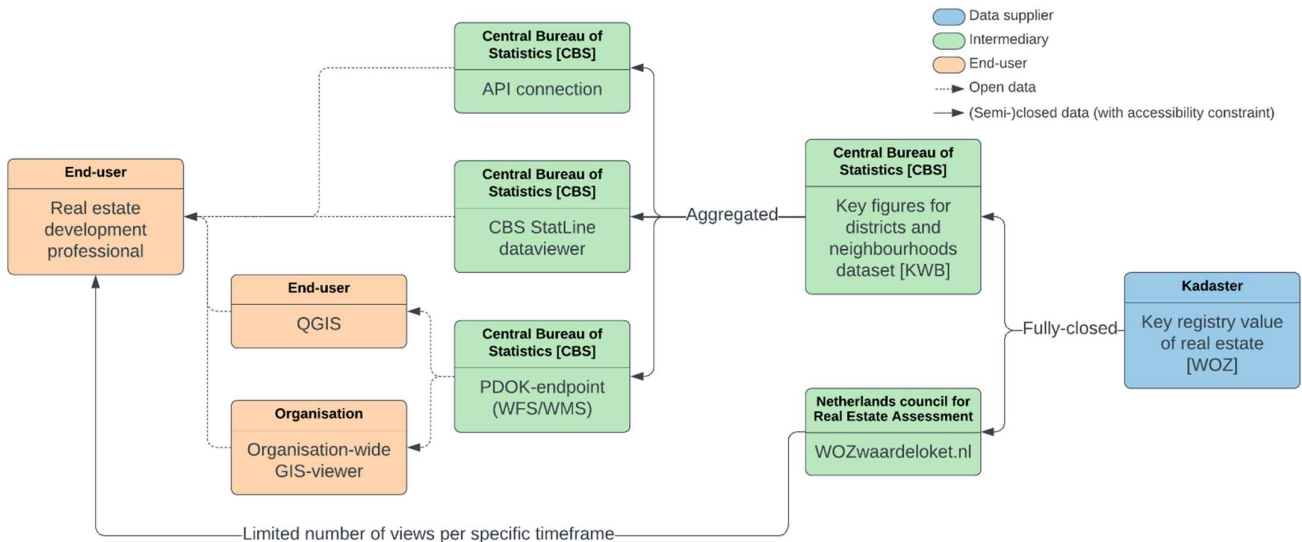 Data supplier
Intermediary
End-user
Open data
(Semi-)closed data (with accessibility constraint)
Central Bureau of
Statistics [CBS]
API connection
End-user
Real estate
development
professional
Central Bureau of
Statistics [CBS]
CBS StatLine
dataviewer
Aggregated
Central Bureau of
Statistics [CBS]
Key figures for
districts and
neighbourhoods
dataset [KWB]
End-user
QGIS
Central Bureau of
Statistics [CBS]
PDOK-endpoint
(WFS/WMS)
Fully-closed
Kadaster
Key registry value
of real estate
[WOZ]
Organisation
Organisation-wide
GIS-viewer
Netherlands council for
Real Estate Assessment
WOZwaardeloket.nl
Limited number of views per specific timeframe